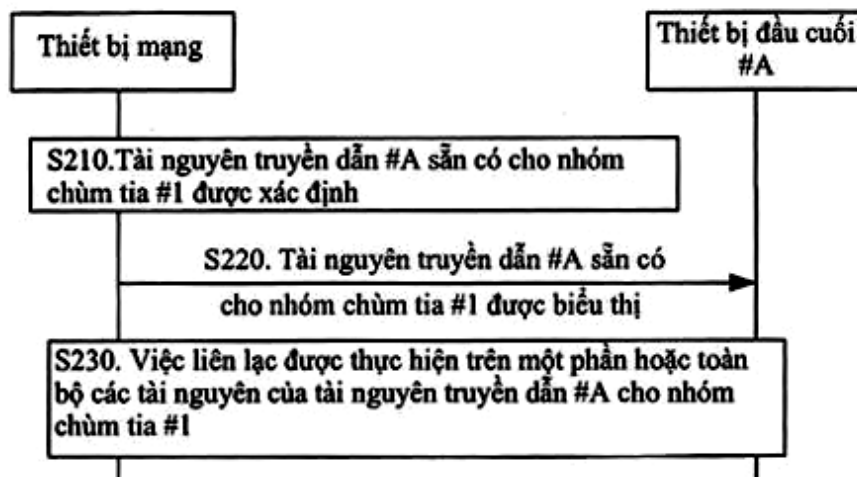 Thiết bị mạng
Thiết bị đầu cuối
#A
S210.Tài nguyên truyền dẫn #A sẵn có cho nhóm
chùm tia #1 được xác định
S220. Tài nguyên truyền dẫn #A sẵn có
cho nhóm chùm tia #1 được biểu thị
S230. Việc liên lạc được thực hiện trên một phần hoặc toàn
bộ các tài nguyên của tài nguyên truyền dẫn #A cho nhóm
chùm tia #1